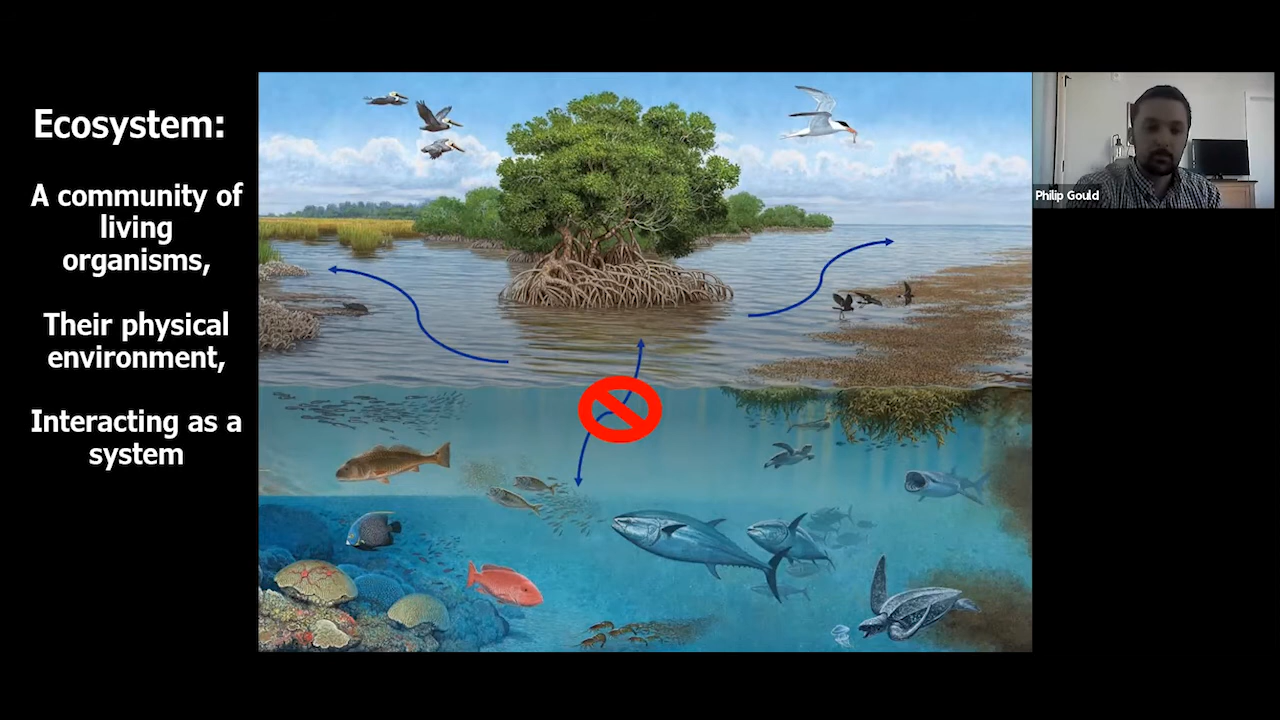 Ecosystem:
A community of
living
organisms,
Their physical
environment,
Interacting as a
system
Philip Gould